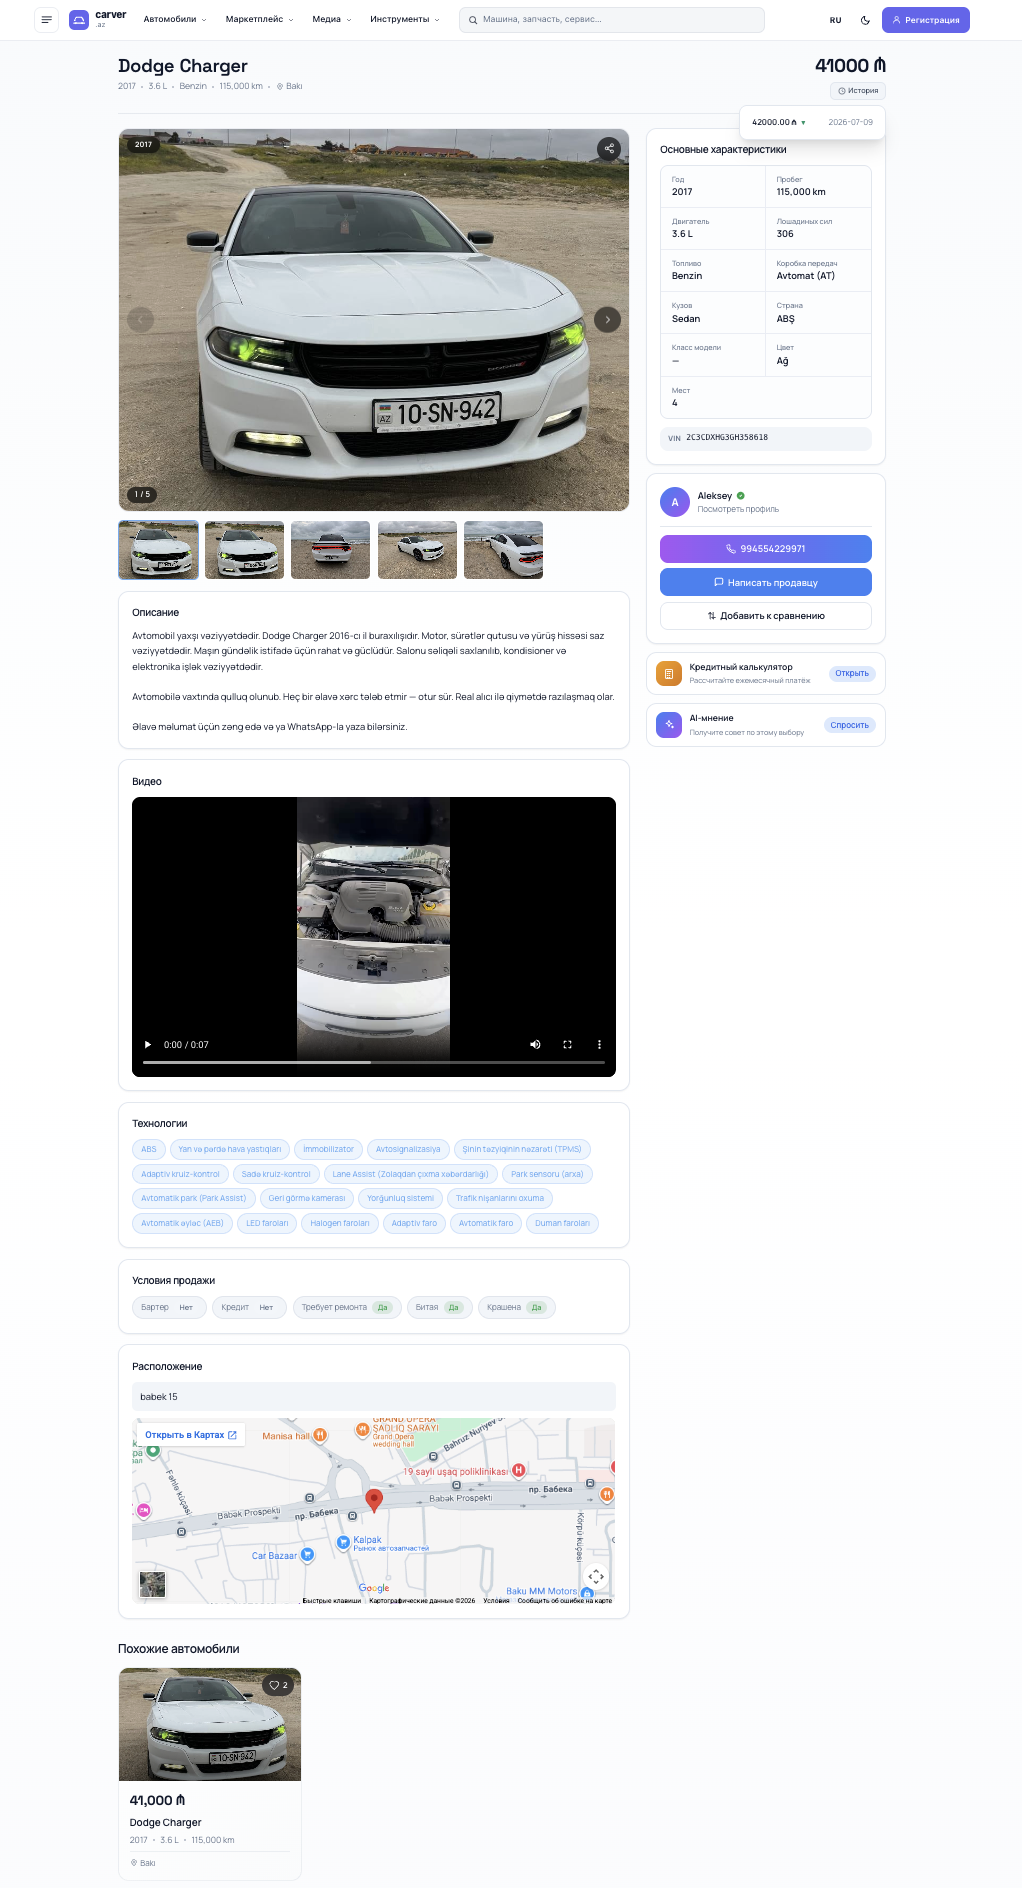 carver
.az
Автомобили
Маркетплейс
Медиа
Инструменты
Машина, запчасть, сервис...
RU
Регистрация
Dodge Charger
41000 ₼
2017 • 3.6 L • Benzin • 115,000 km • Bakı
История
42000.00 ₼ ▼ 2026-07-09
2017
10-SN-942
AZ
1 / 5
Основные характеристики
Год
2017
Пробег
115,000 km
Двигатель
3.6 L
Лошадиных сил
306
Топливо
Benzin
Коробка передач
Avtomat (AT)
Кузов
Sedan
Страна
ABŞ
Класс модели
—
Цвет
Ağ
Мест
4
VIN 2C3CDXHG3GH358618
A
Aleksey
Посмотреть профиль
994554229971
Написать продавцу
Добавить к сравнению
Кредитный калькулятор
Рассчитайте ежемесячный платёж
Открыть
AI-мнение
Получите совет по этому выбору
Спросить
Описание
Avtomobil yaxşı vəziyyətdədir. Dodge Charger 2016-cı il buraxılışıdır. Motor, sürətlər qutusu və yürüş hissəsi saz
vəziyyətdədir. Maşın gündəlik istifadə üçün rahat və güclüdür. Salonu səliqəli saxlanılıb, kondisioner və
elektronika işlək vəziyyətdədir.
Avtomobilə vaxtında qulluq olunub. Heç bir əlavə xərc tələb etmir — otur sür. Real alıcı ilə qiymətdə razılaşmaq olar.
Əlavə məlumat üçün zəng edə və ya WhatsApp-la yaza bilərsiniz.
Видео
0:00 / 0:07
Технологии
ABS
Yan və pərdə hava yastıqları
İmmobilizator
Avtosignalizasiya
Şinin təzyiqinin nəzarəti (TPMS)
Adaptiv kruiz-kontrol
Sadə kruiz-kontrol
Lane Assist (Zolaqdan çıxma xəbərdarlığı)
Park sensoru (arxa)
Avtomatik park (Park Assist)
Geri görmə kamerası
Yorğunluq sistemi
Trafik nişanlarını oxuma
Avtomatik əyləc (AEB)
LED faroları
Halogen faroları
Adaptiv faro
Avtomatik faro
Duman faroları
Условия продажи
Бартер Нет
Кредит Нет
Требует ремонта Да
Битая Да
Крашена Да
Расположение
babek 15
Открыть в Картах
Manisa hall
GRAND OPERA
ŞADLIQ SARAYI
Grand Opera
wedding hall
Bahruz Nuriyev
19 saylı uşaq poliklinikası
Fənlə küçəsi
Babək Prospekti
пр. Бабека
Babək Prospekti
пр. Бабека
Körpü küçəsi
Kalpak
Рынок автозапчастей
Car Bazaar
Baku MM Motors
Google
Быстрые клавиши
Картографические данные ©2026
Условия
Сообщить об ошибке на карте
Похожие автомобили
2
10-SN-942
41,000 ₼
Dodge Charger
2017 • 3.6 L • 115,000 km
Bakı